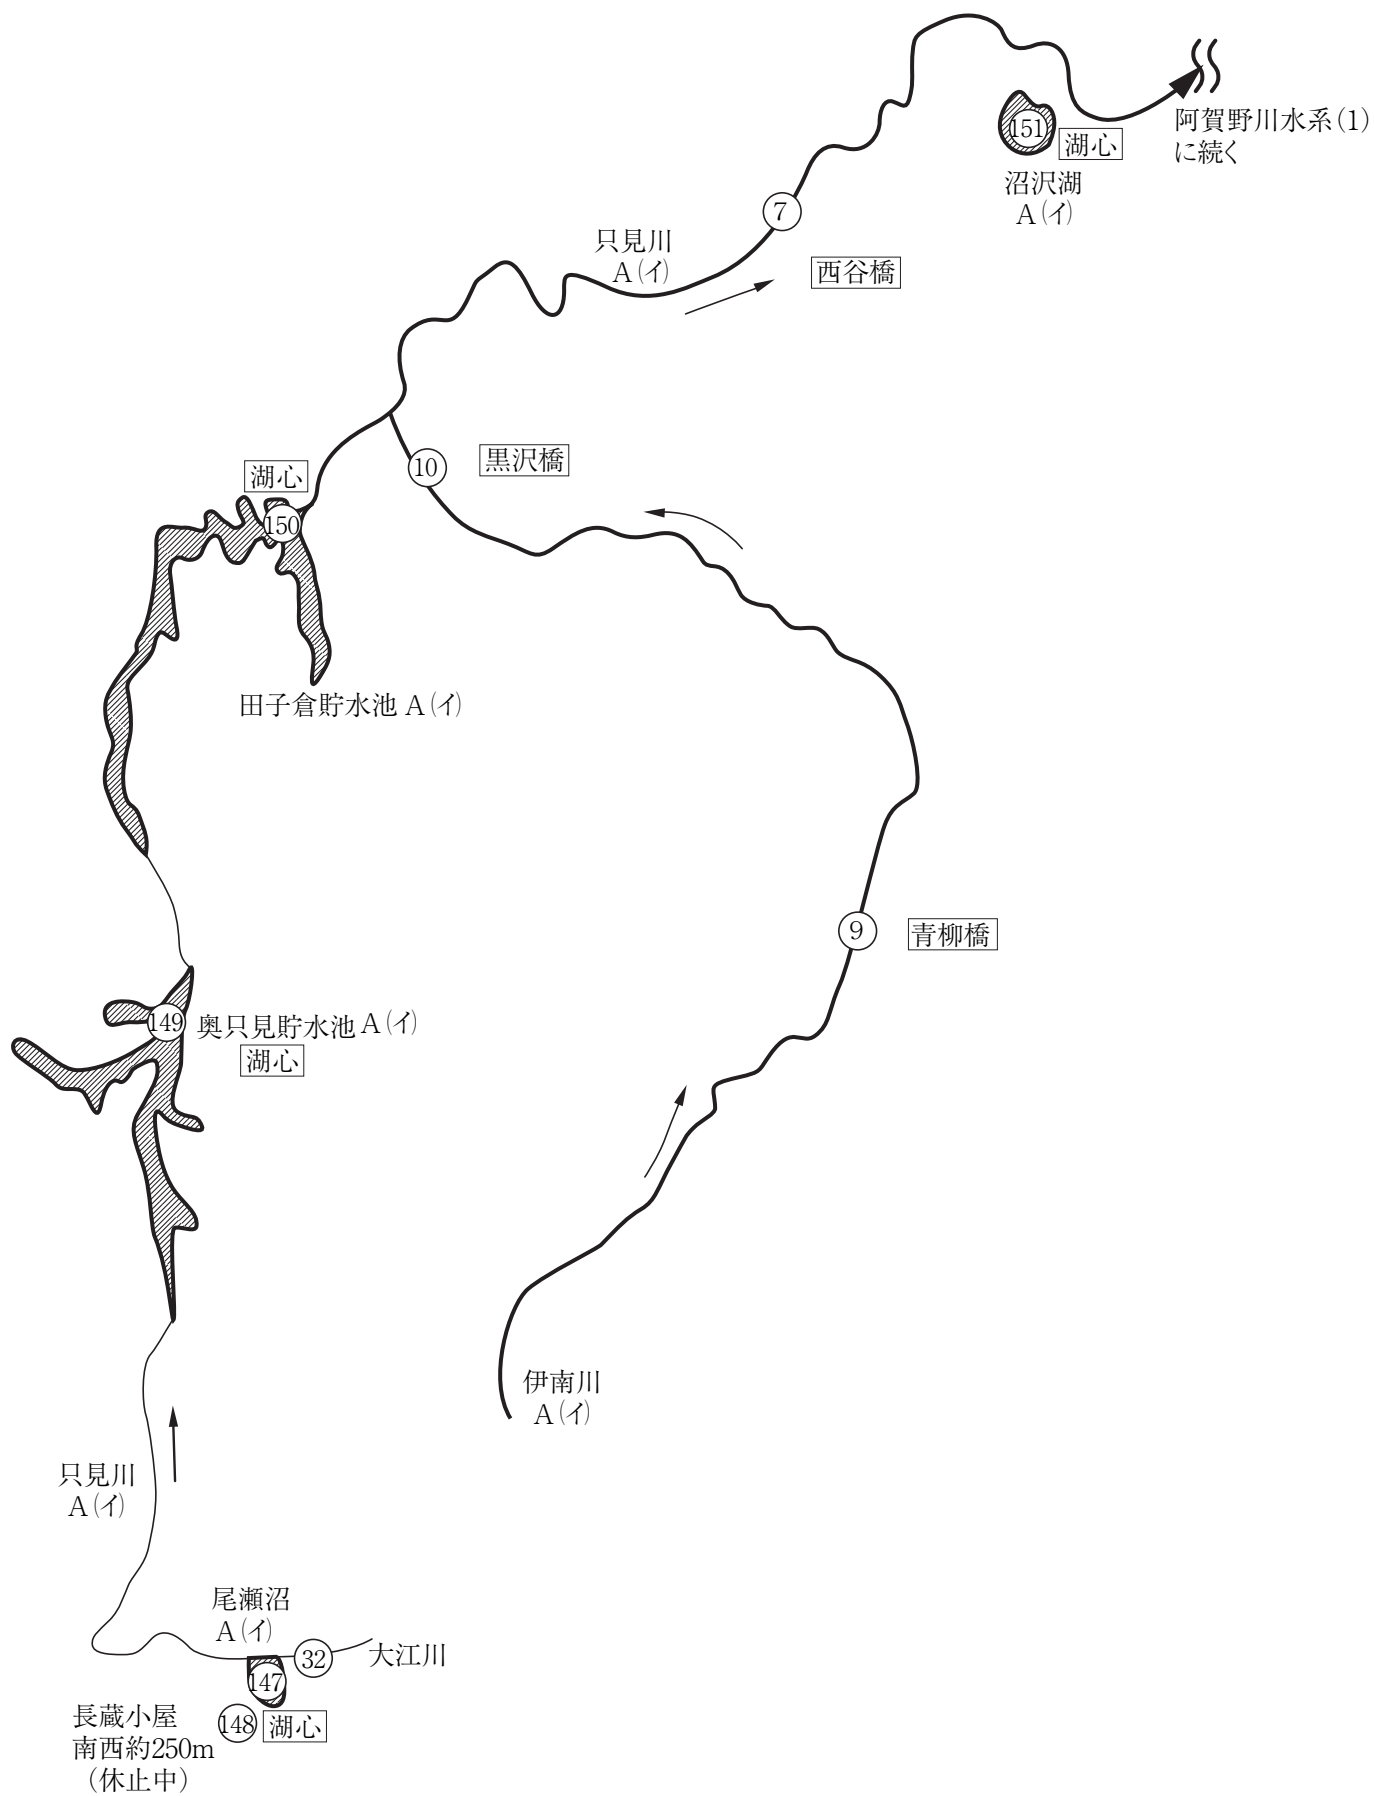 阿賀野川水系(1)
に続く
151
湖心
沼沢湖
A(イ)
7
西谷橋
只見川
A(イ)
10
黒沢橋
湖心
150
田子倉貯水池 A(イ)
9
青柳橋
149
奥只見貯水池 A(イ)
湖心
伊南川
A(イ)
只見川
A(イ)
尾瀬沼
A(イ)
32
大江川
147
148
湖心
長蔵小屋
南西約250m
(休止中)